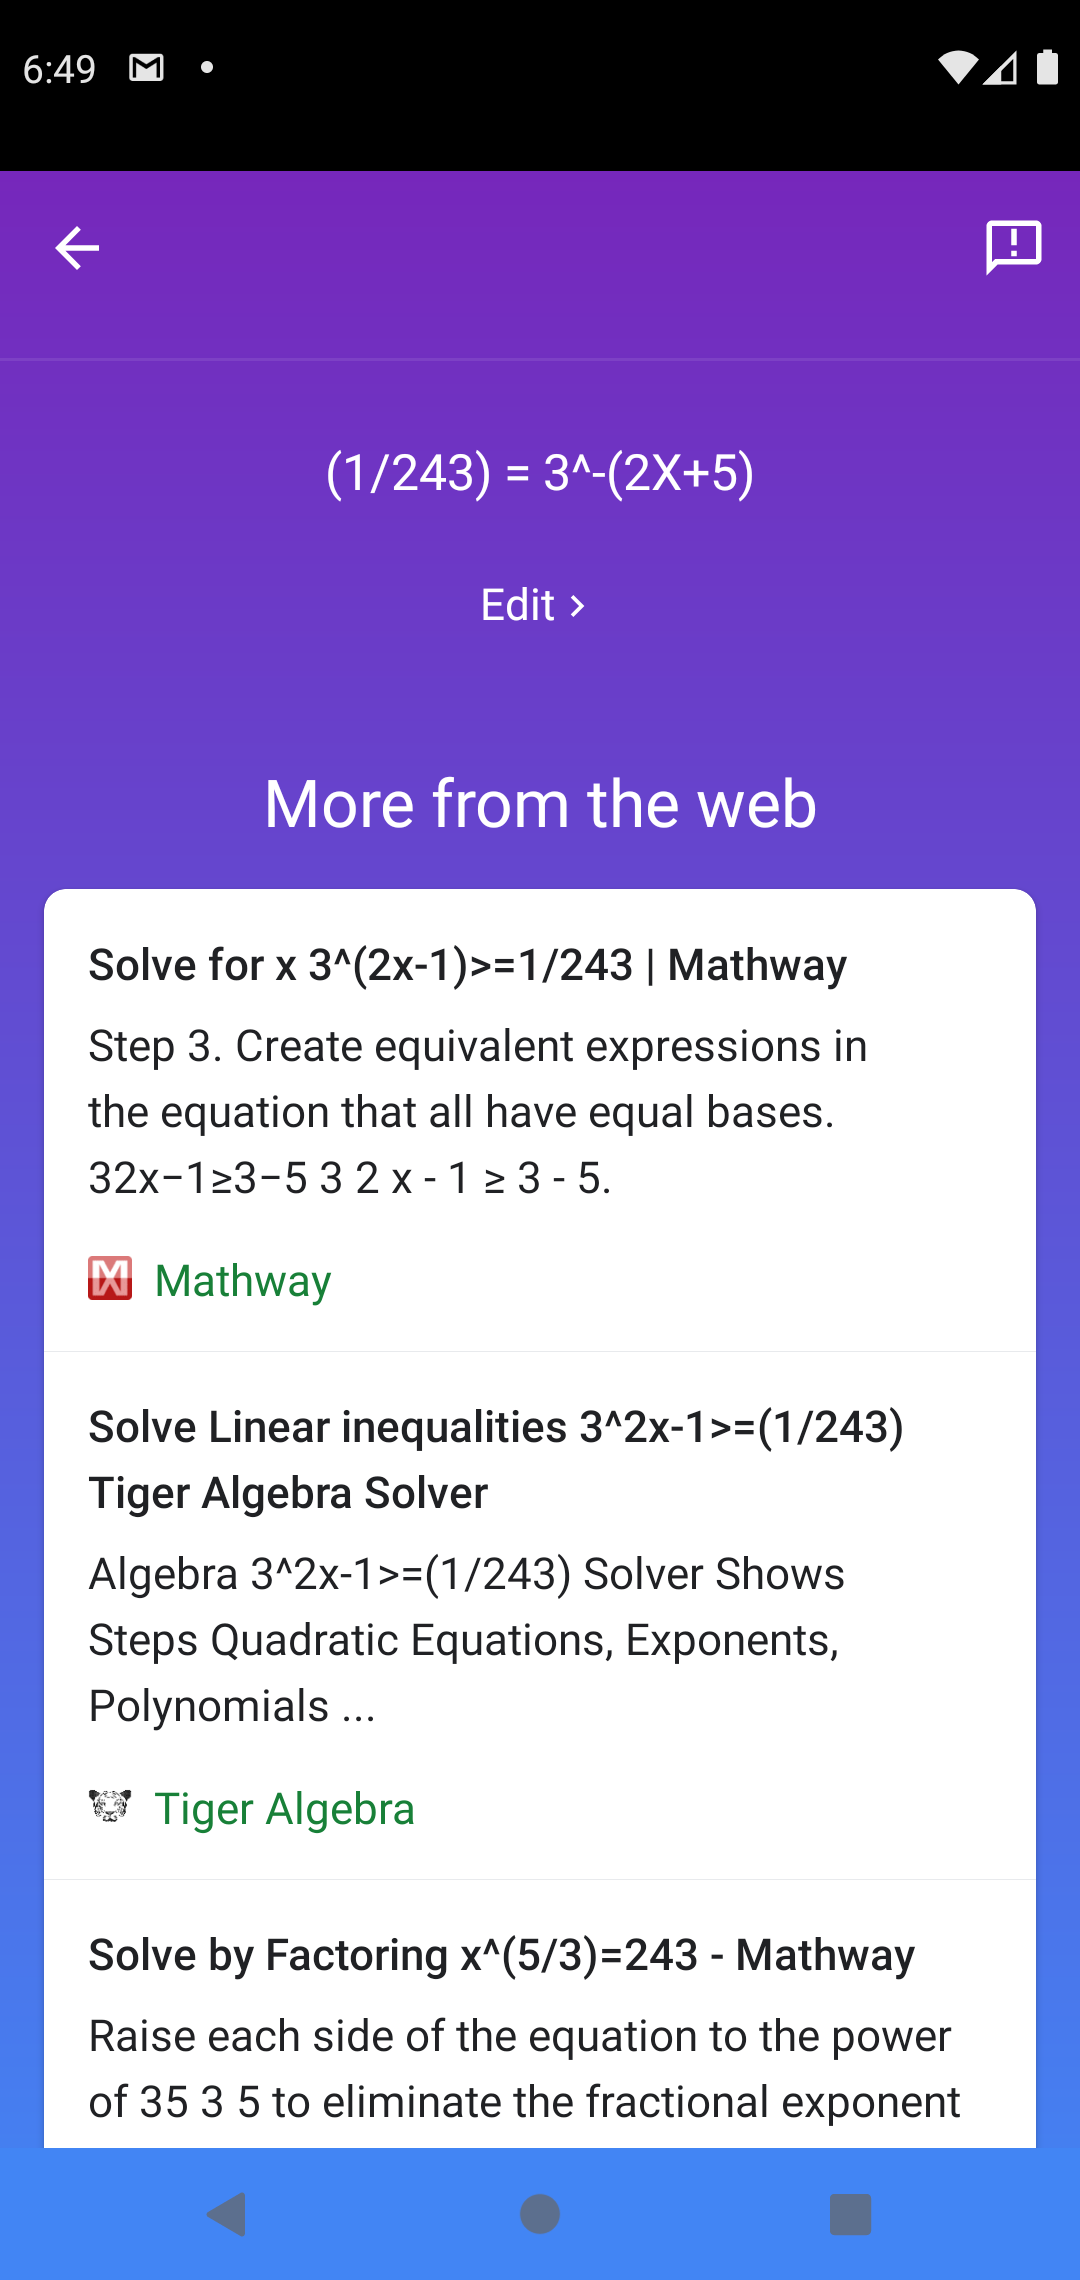 6:49
(1/243) = 3^-(2X+5)
Edit
More from the web
Solve for x 3^(2x-1)>=1/243 | Mathway
Step 3. Create equivalent expressions in
the equation that all have equal bases.
32x−1≥3−5 3 2 x - 1 ≥ 3 - 5.
Mathway
Solve Linear inequalities 3^2x-1>=(1/243)
Tiger Algebra Solver
Algebra 3^2x-1>=(1/243) Solver Shows
Steps Quadratic Equations, Exponents,
Polynomials ...
Tiger Algebra
Solve by Factoring x^(5/3)=243 - Mathway
Raise each side of the equation to the power
of 35 3 5 to eliminate the fractional exponent